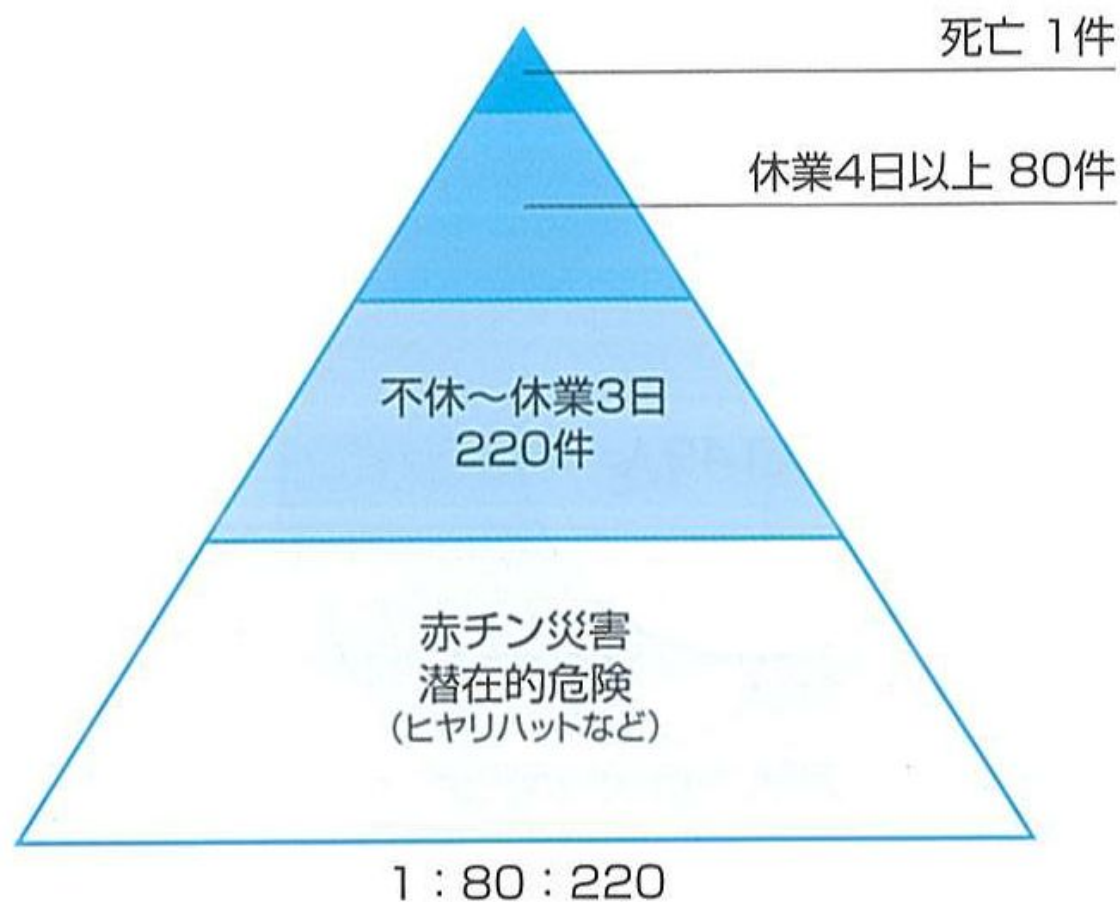 死亡 1件
休業4日以上 80件
不休～休業3日
220件
赤チン災害
潜在的危険
(ヒヤリハットなど)
1：80：220